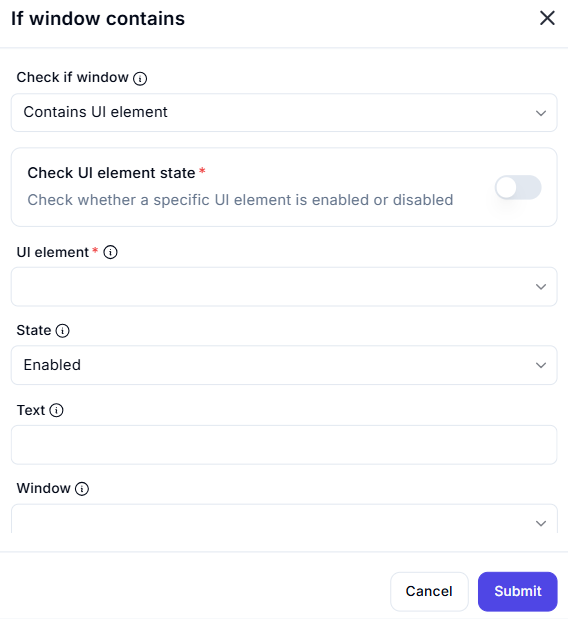 If window contains
Check if window
Contains UI element
Check UI element state *
Check whether a specific UI element is enabled or disabled
UI element *
State
Enabled
Text
Window
Cancel
Submit